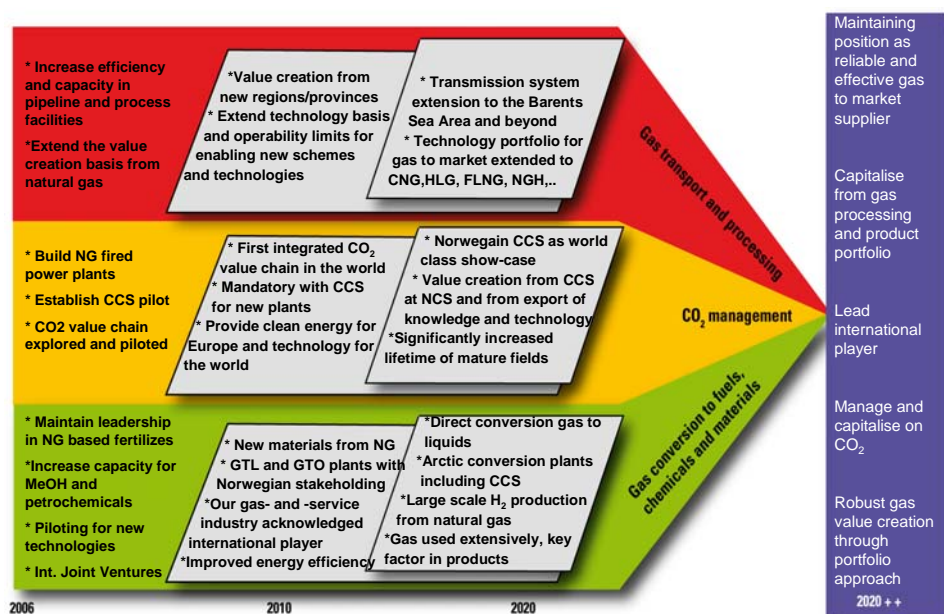 * Increase efficiency
and capacity in
pipeline and process
facilities
*Extend the value
creation basis from
natural gas
*Value creation from
new regions/provinces
* Extend technology basis
and operability limits for
enabling new schemes
and technologies
* Transmission system
extension to the Barents
Sea Area and beyond
* Technology portfolio for
gas to market extended to
CNG,HLG, FLNG, NGH,..
Gas transport and processing
* Build NG fired
power plants
* Establish CCS pilot
* CO2 value chain
explored and piloted
* First integrated CO2
value chain in the world
* Mandatory with CCS
for new plants
* Provide clean energy for
Europe and technology for
the world
* Norwegain CCS as world
class show-case
* Value creation from CCS
at NCS and from export of
knowledge and technology
*Significantly increased
lifetime of mature fields
CO2 management
* Maintain leadership
in NG based fertilizes
*Increase capacity for
MeOH and
petrochemicals
* Piloting for new
technologies
* Int. Joint Ventures
* New materials from NG
* GTL and GTO plants with
Norwegian stakeholding
*Our gas- and -service
industry acknowledged
international player
*Improved energy efficiency
*Direct conversion gas to
liquids
*Arctic conversion plants
including CCS
*Large scale H2 production
from natural gas
*Gas used extensively, key
factor in products
Gas conversion to fuels,
chemicals and materials
Maintaining
position as
reliable and
effective gas
to market
supplier
Capitalise
from gas
processing
and product
portfolio
Lead
international
player
Manage and
capitalise on
CO2
Robust gas
value creation
through
portfolio
approach
2006
2010
2020
2020 + +